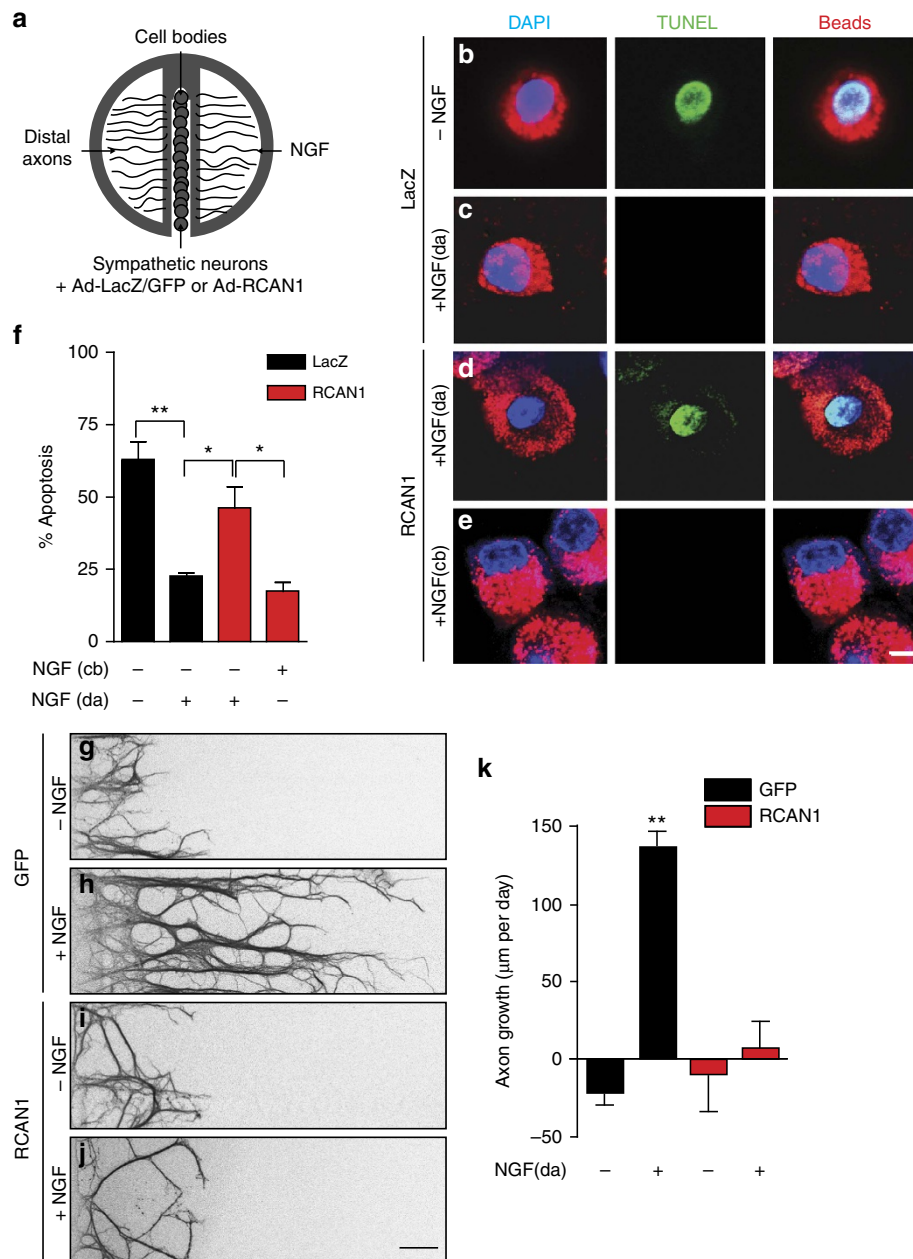 a
Cell bodies
Distal
axons
NGF
Sympathetic neurons
+ Ad-LacZ/GFP or Ad-RCAN1
DAPI TUNEL Beads
LacZ
b
– NGF
c
+NGF(da)
RCAN1
d
+NGF(da)
e
+NGF(cb)
f
% Apoptosis
100
75
50
25
0
LacZ
RCAN1
** * *
NGF (cb) – – – +
NGF (da) – + + –
GFP
g
– NGF
h
+ NGF
RCAN1
i
– NGF
j
+ NGF
k
GFP
RCAN1
Axon growth (μm per day)
150
100
50
0
–50
**
NGF(da) – + – +